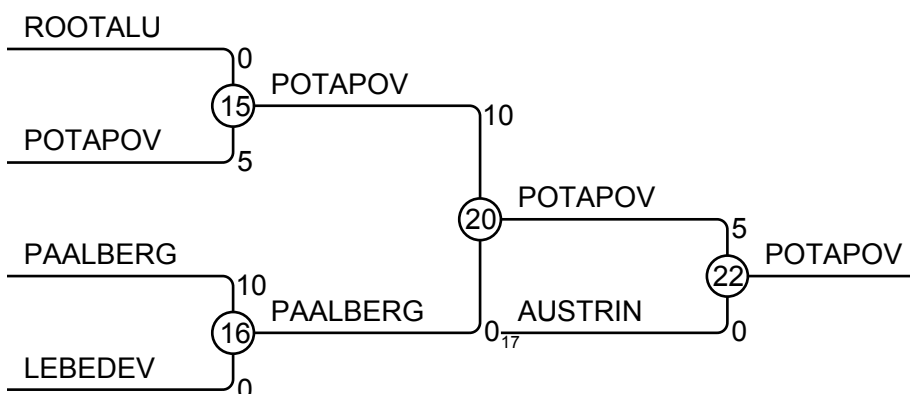 ROOTALU
0
15
POTAPOV
10
POTAPOV
5
20
POTAPOV
5
22
POTAPOV
PAALBERG
10
16
PAALBERG
0
17
AUSTRIN
0
LEBEDEV
0